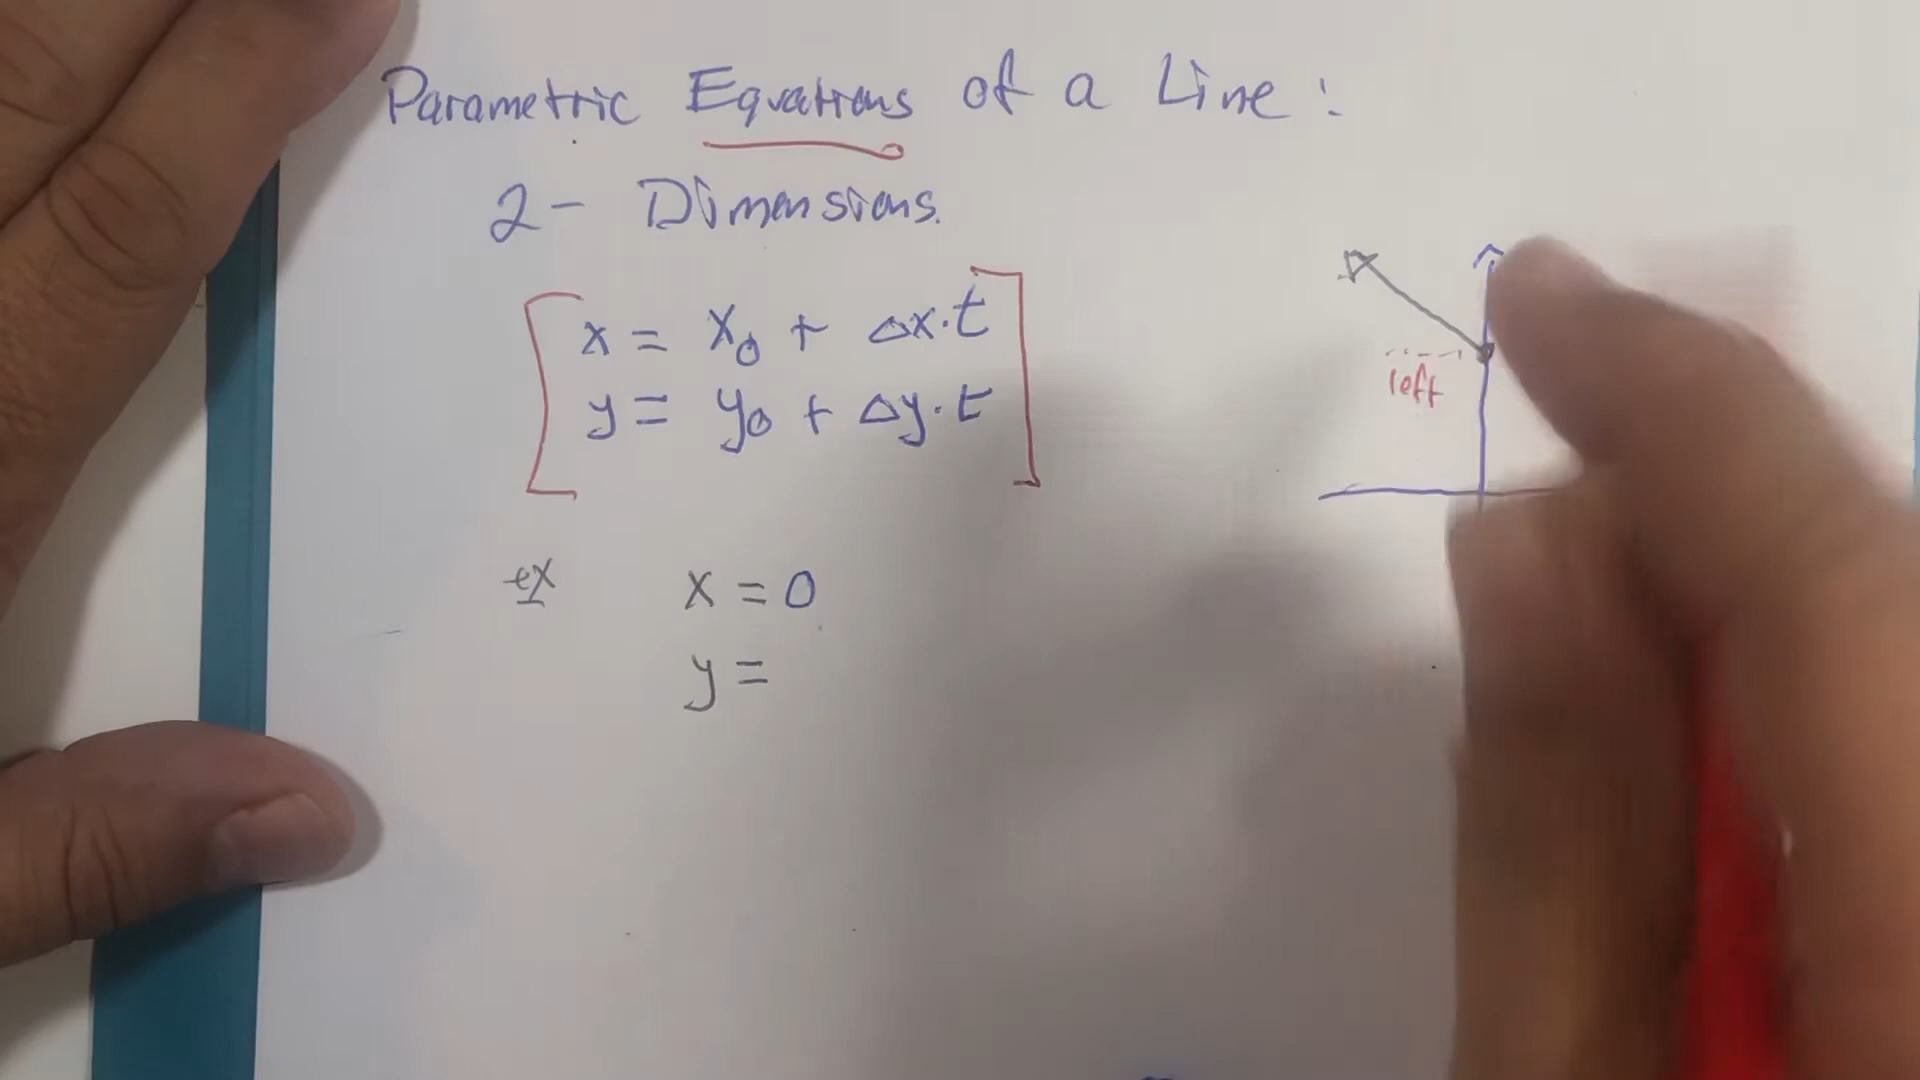 Parametric Equations of a Line:
2- Dimensions.
x = x₀ + Δx·t
y = y₀ + Δy·t
left
ex x = 0
y =